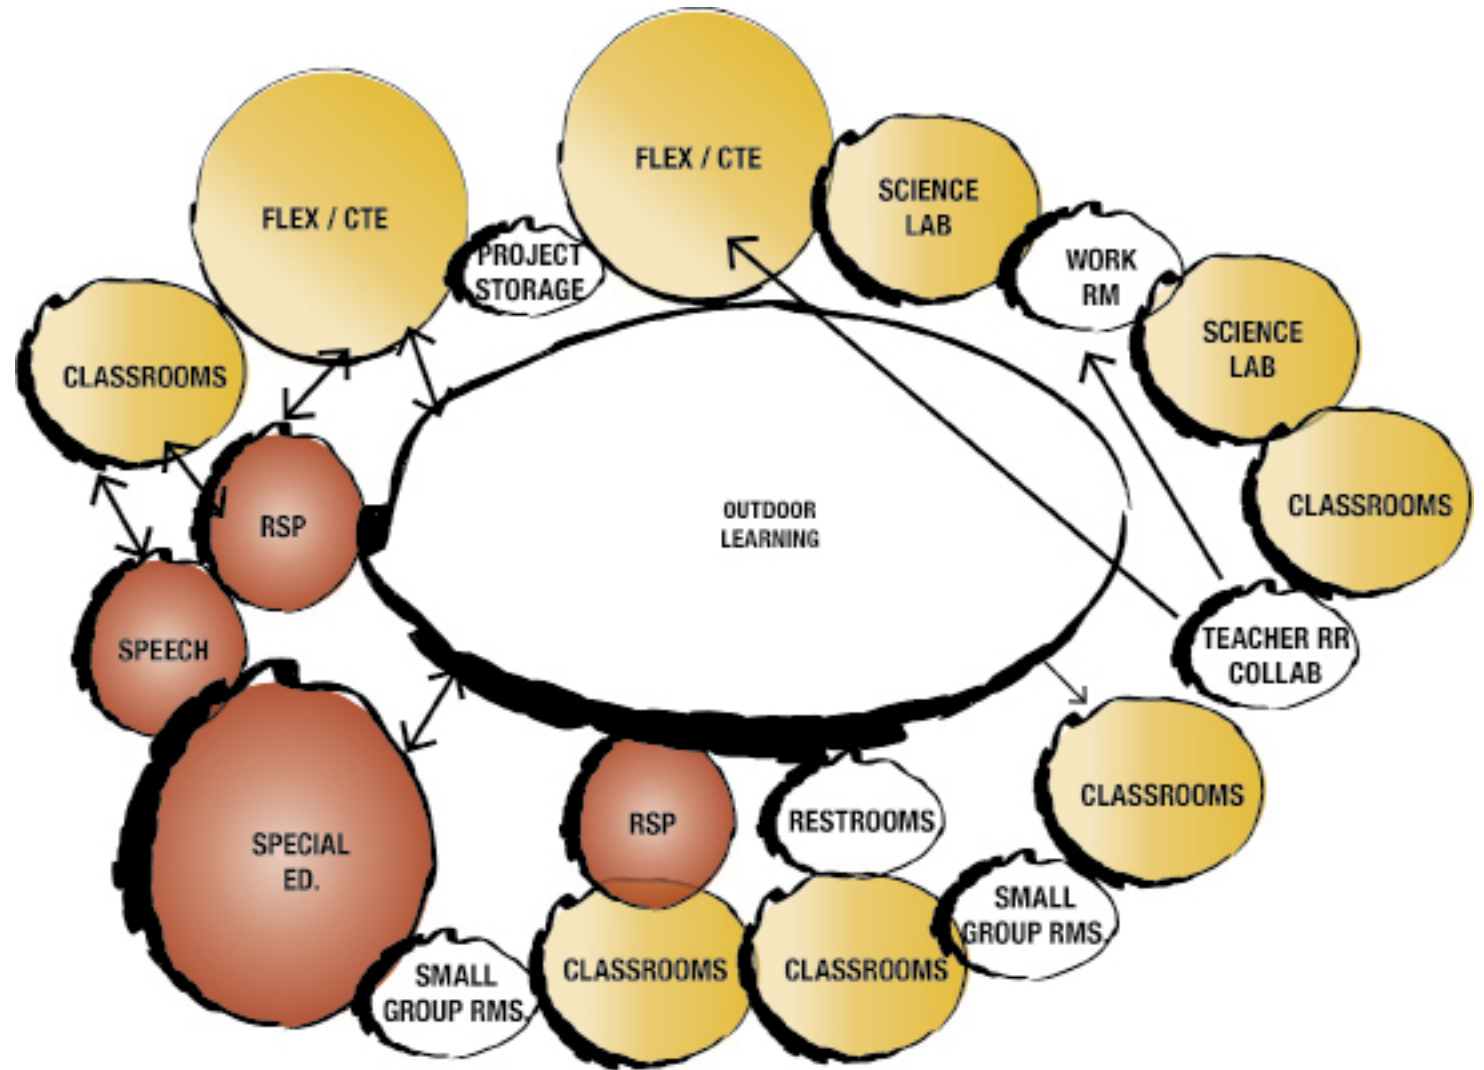 FLEX / CTE
SCIENCE
LAB
FLEX / CTE
PROJECT
STORAGE
WORK
RM
SCIENCE
LAB
CLASSROOMS
CLASSROOMS
RSP
OUTDOOR
LEARNING
SPEECH
TEACHER RR
COLLAB
CLASSROOMS
RSP
RESTROOMS
SPECIAL
ED.
SMALL
GROUP RMS.
SMALL
GROUP RMS.
CLASSROOMS
CLASSROOMS